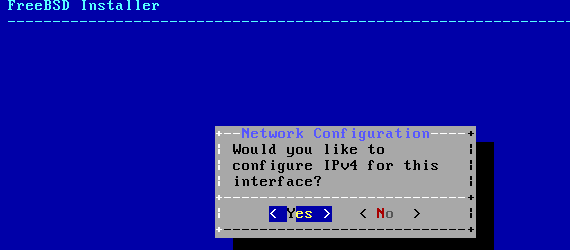 FreeBSD Installer
Network Configuration
Would you like to
configure IPv4 for this
interface?
< Yes > < No >